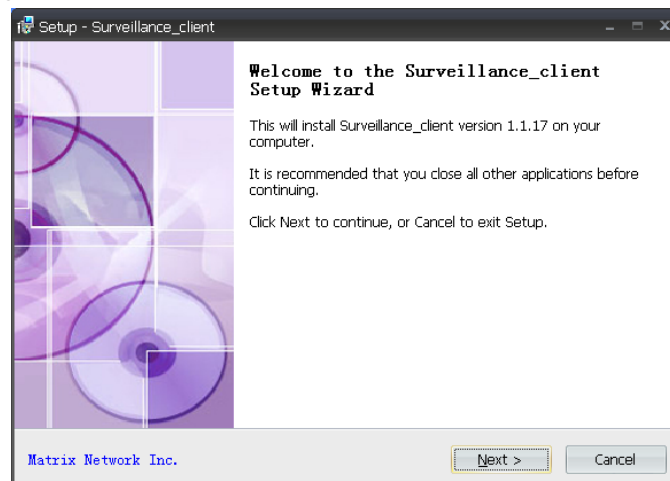 Setup - Surveillance_client
Welcome to the Surveillance_client
Setup Wizard
This will install Surveillance_client version 1.1.17 on your
computer.
It is recommended that you close all other applications before
continuing.
Click Next to continue, or Cancel to exit Setup.
Matrix Network Inc.
Next >
Cancel